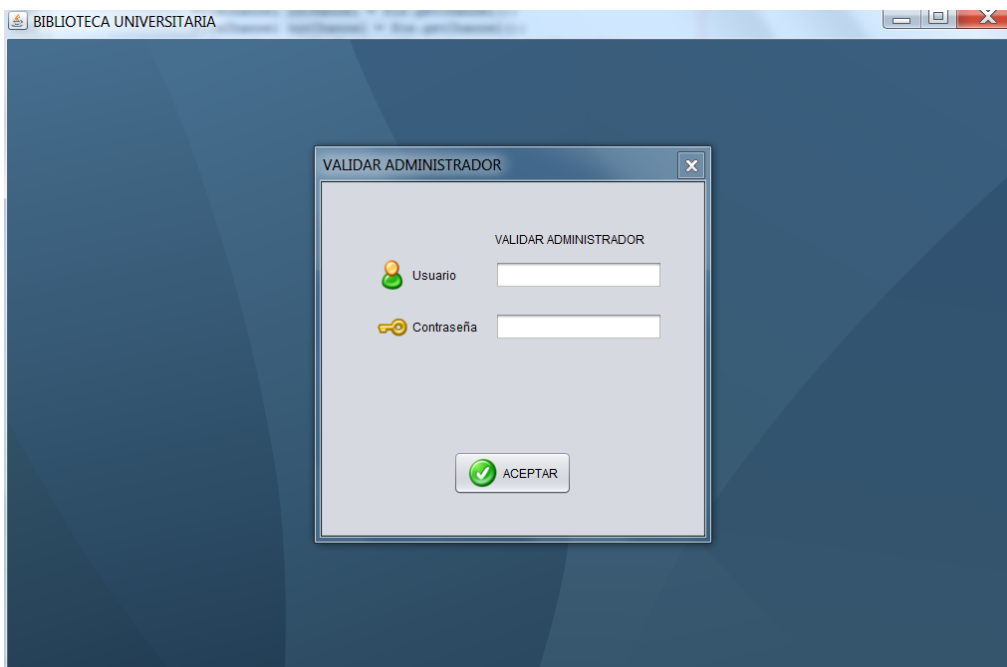 BIBLIOTECA UNIVERSITARIA
VALIDAR ADMINISTRADOR
VALIDAR ADMINISTRADOR
Usuario
Contraseña
ACEPTAR